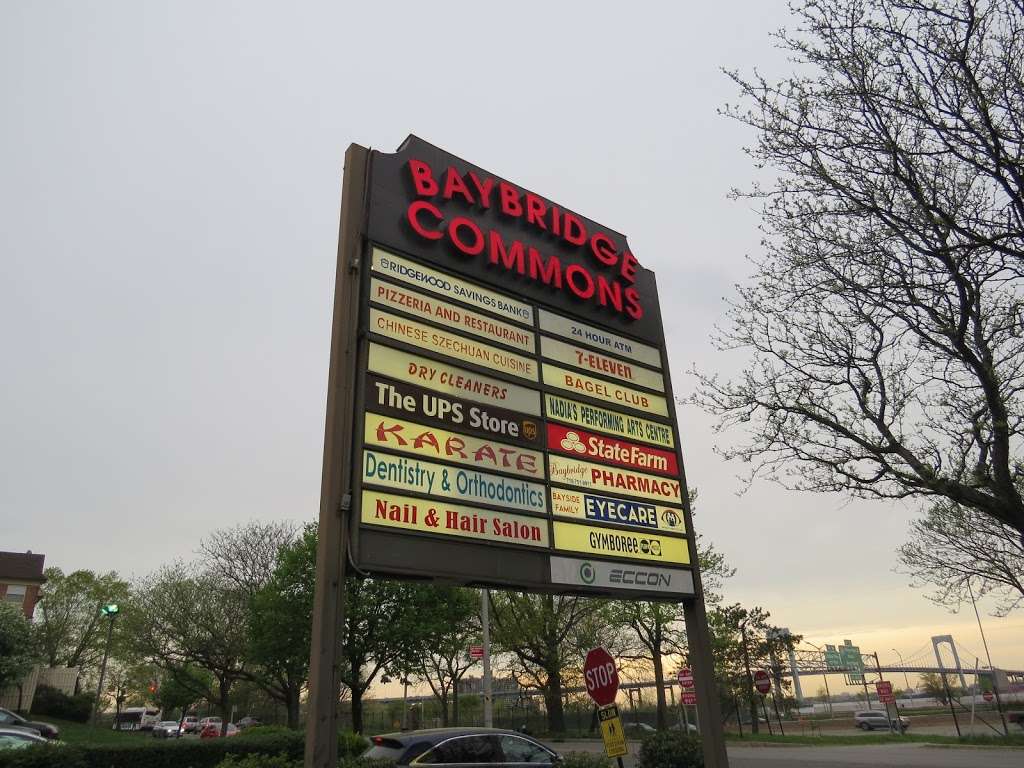 BAYBRIDGE
COMMONS
RIDGEWOOD SAVINGS BANK
PIZZERIA AND RESTAURANT
CHINESE SZECHUAN CUISINE
DRY CLEANERS
The UPS Store ups
KARATE
Dentistry & Orthodontics
Nail & Hair Salon
24 HOUR ATM
7-ELEVEN
BAGEL CLUB
NADIA'S PERFORMING ARTS CENTRE
State Farm
Baybridge PHARMACY
BAYSIDE
FAMILY
EYECARE
GYMBOREE
ECCON
STOP
SLOW